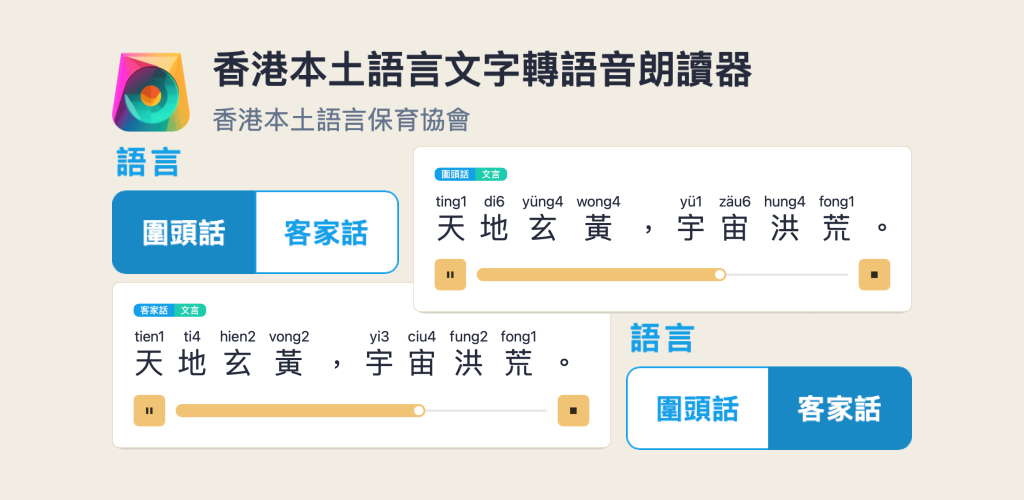 香港本土語言文字轉語音朗讀器
香港本土語言保育協會
語言
圍頭話 客家話
圍頭話 文言
ting1 di6 yüng4 wong4 yü1 zäu6 hung4 fong1
天地玄黃，宇宙洪荒。
客家話 文言
tien1 ti4 hien2 vong2 yi3 ciu4 fung2 fong1
天地玄黃，宇宙洪荒。
語言
圍頭話 客家話